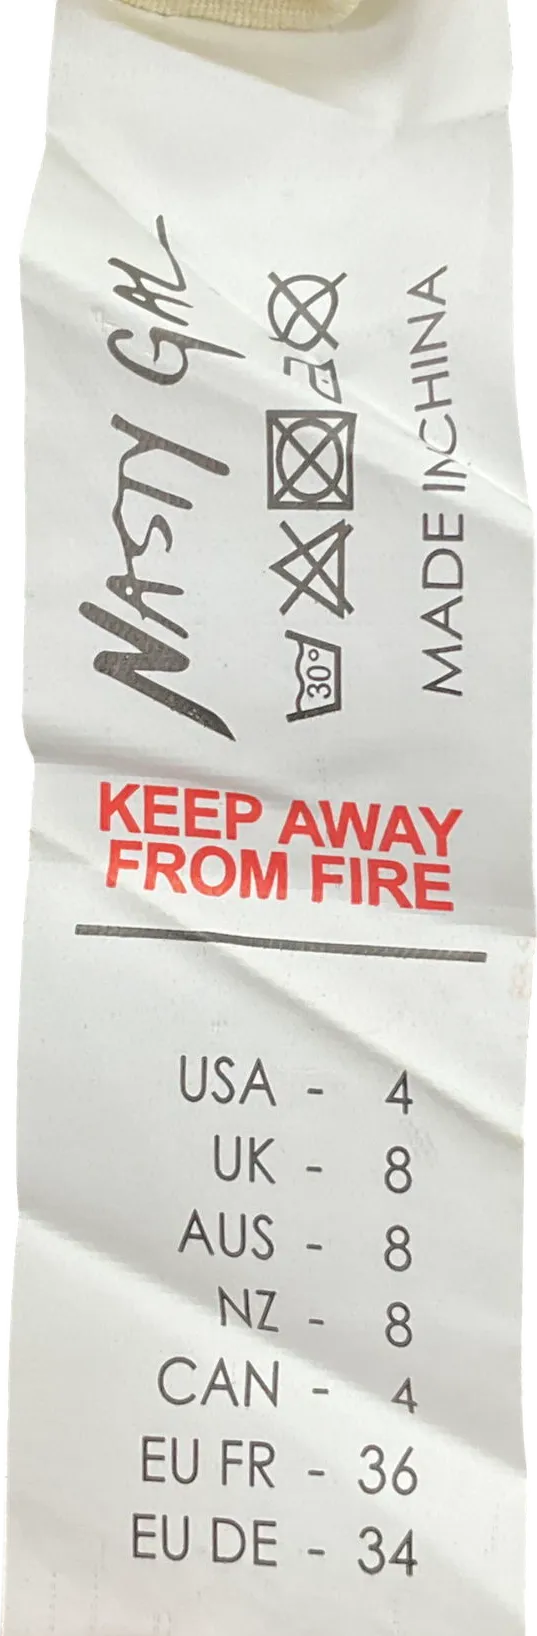 NASTY GAL
30°
MADE IN CHINA
KEEP AWAY
FROM FIRE
USA - 4
UK - 8
AUS - 8
NZ - 8
CAN - 4
EU FR - 36
EU DE - 34